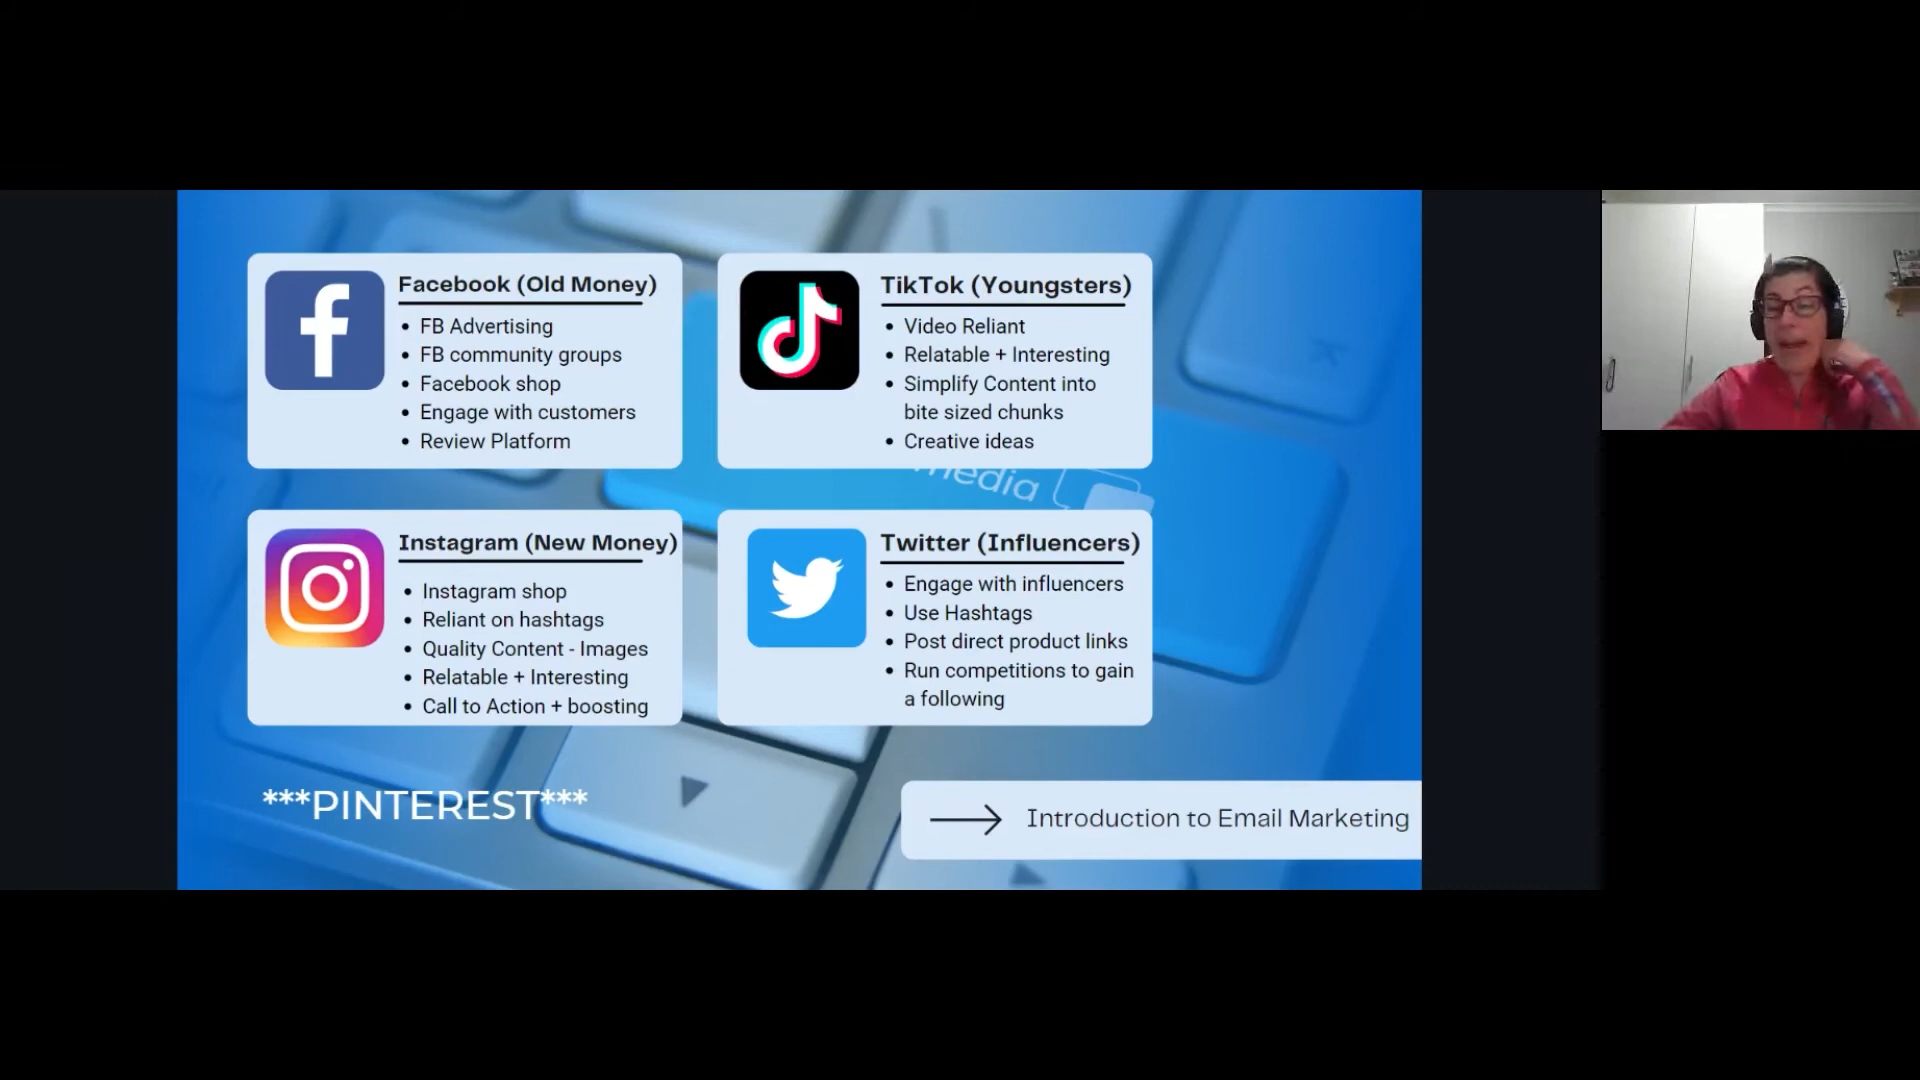 Facebook (Old Money)
• FB Advertising
• FB community groups
• Facebook shop
• Engage with customers
• Review Platform
TikTok (Youngsters)
• Video Reliant
• Relatable + Interesting
• Simplify Content into
bite sized chunks
• Creative ideas
media
Instagram (New Money)
• Instagram shop
• Reliant on hashtags
• Quality Content - Images
• Relatable + Interesting
• Call to Action + boosting
Twitter (Influencers)
• Engage with influencers
• Use Hashtags
• Post direct product links
• Run competitions to gain
a following
***PINTEREST***
Introduction to Email Marketing